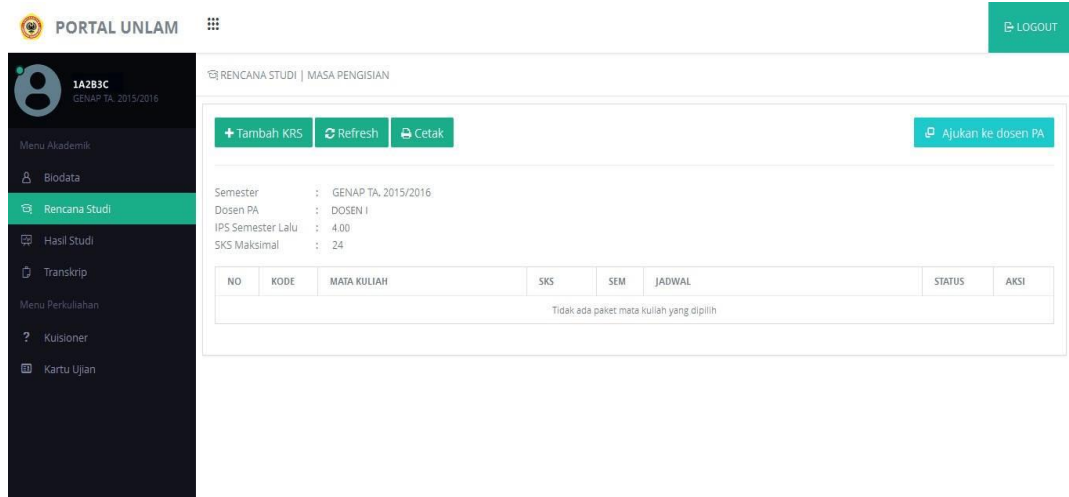 PORTAL UNLAM
LOGOUT
1A2B3C
GENAP TA. 2015/2016
Menu Akademik
Biodata
Rencana Studi
Hasil Studi
Transkrip
Menu Perkuliahan
? Kuisioner
Kartu Ujian
RENCANA STUDI | MASA PENGISIAN
+ Tambah KRS Refresh Cetak Ajukan ke dosen PA
Semester : GENAP TA. 2015/2016
Dosen PA : DOSEN I
IPS Semester Lalu : 4.00
SKS Maksimal : 24
NO KODE MATA KULIAH SKS SEM JADWAL STATUS AKSI
Tidak ada paket mata kuliah yang dipilih